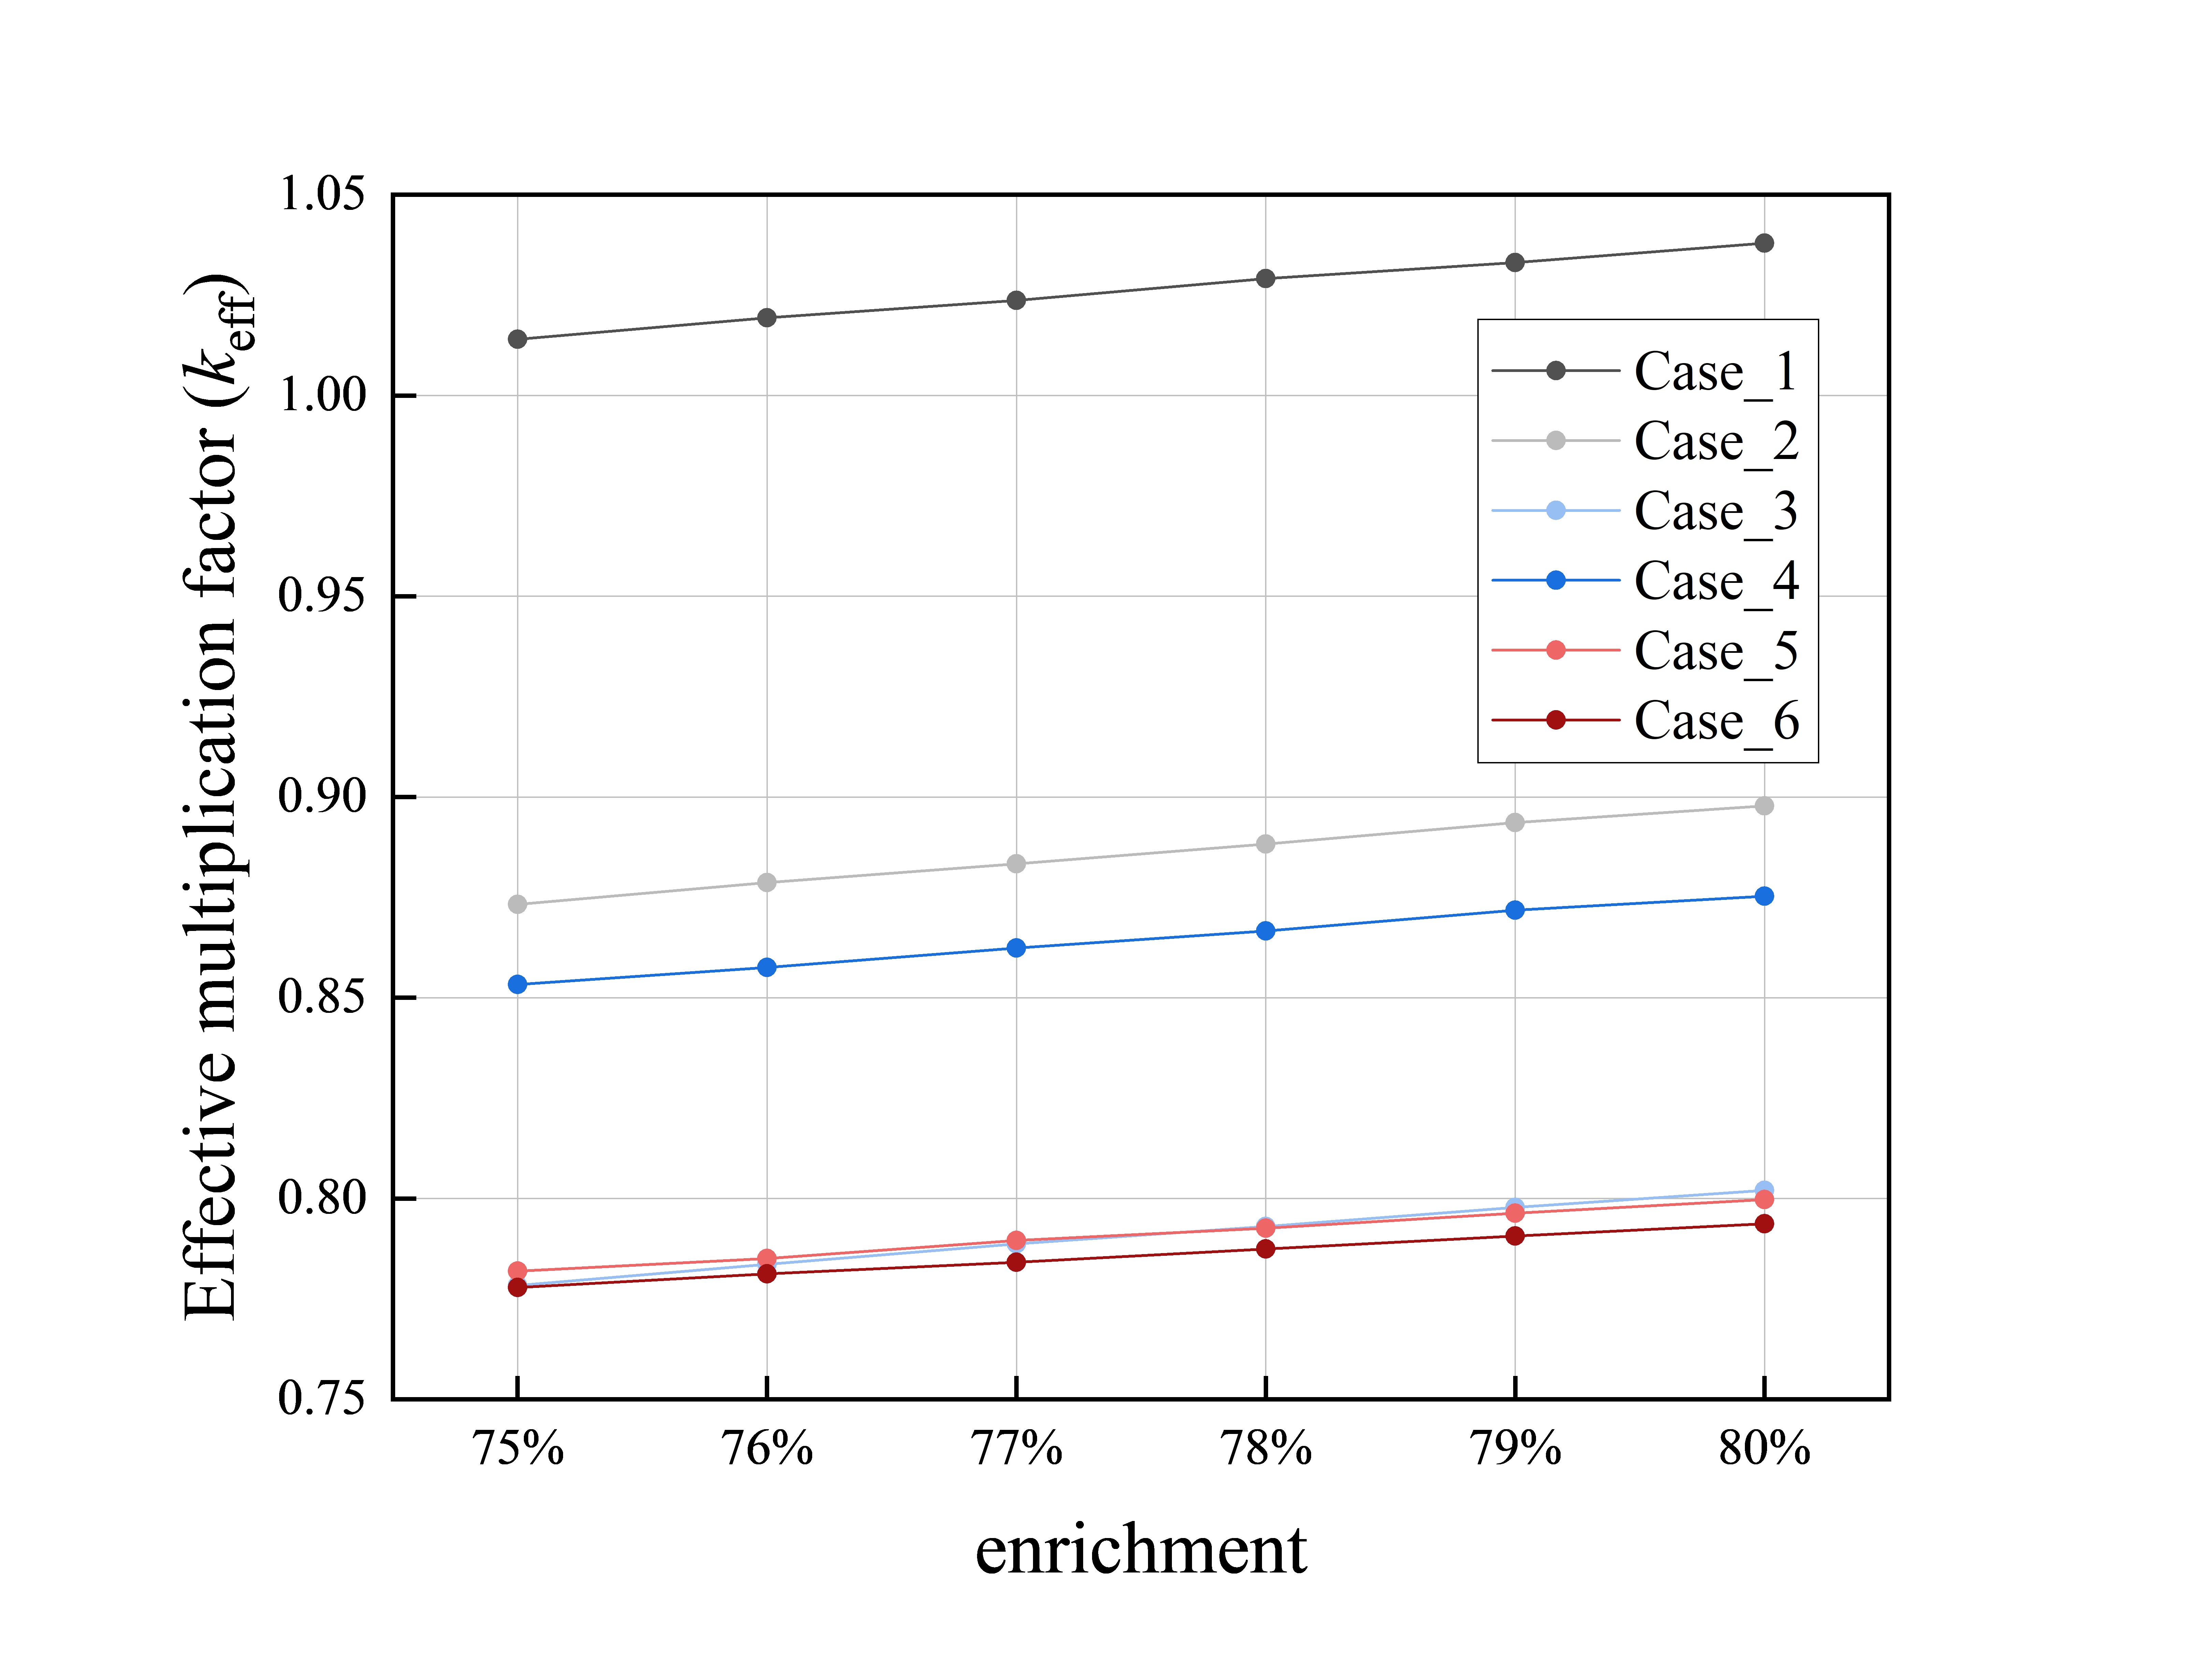 Effective multiplication factor (keff)
1.05
1.00
0.95
0.90
0.85
0.80
0.75
Case_1
Case_2
Case_3
Case_4
Case_5
Case_6
75% 76% 77% 78% 79% 80%
enrichment